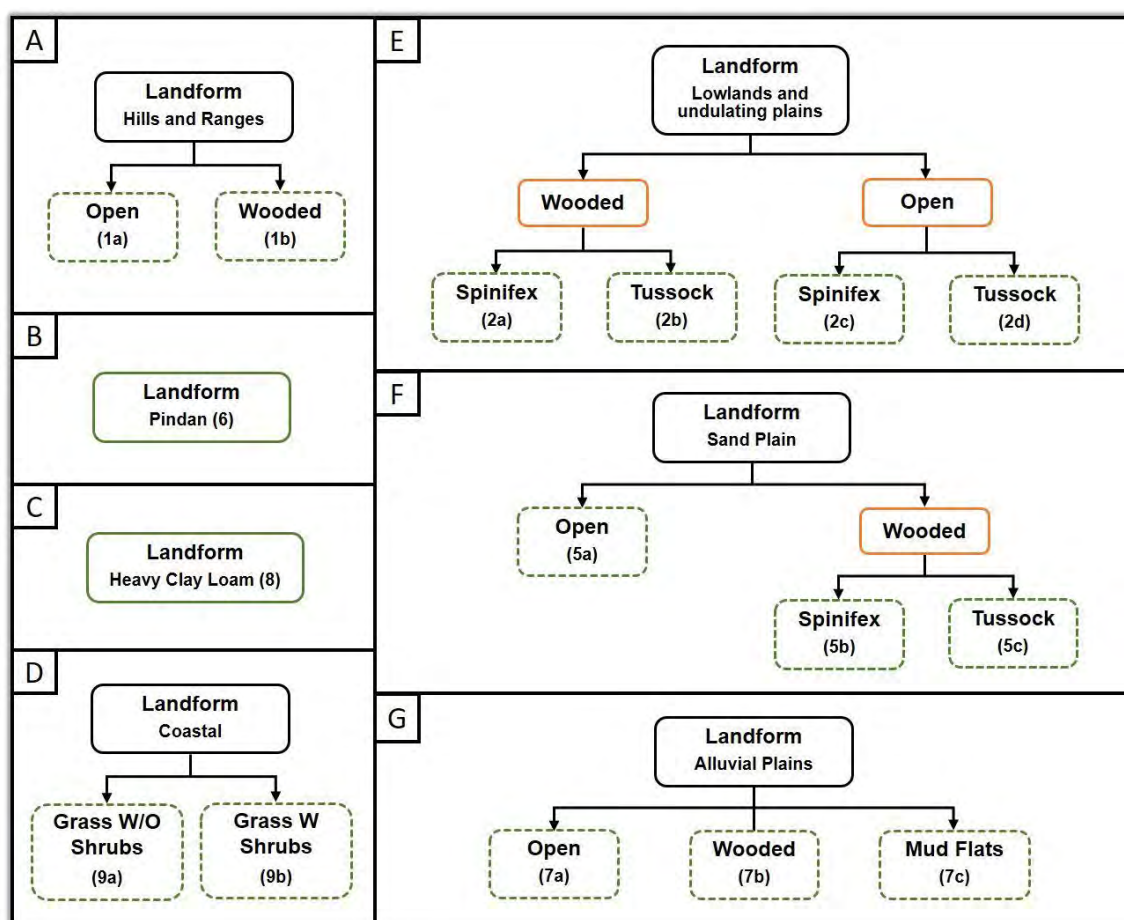 A
Landform
Hills and Ranges
Open
(1a)
Wooded
(1b)
B
Landform
Pindan (6)
C
Landform
Heavy Clay Loam (8)
D
Landform
Coastal
Grass W/O
Shrubs
(9a)
Grass W
Shrubs
(9b)
E
Landform
Lowlands and
undulating plains
Wooded
Open
Spinifex
(2a)
Tussock
(2b)
Spinifex
(2c)
Tussock
(2d)
F
Landform
Sand Plain
Open
(5a)
Wooded
Spinifex
(5b)
Tussock
(5c)
G
Landform
Alluvial Plains
Open
(7a)
Wooded
(7b)
Mud Flats
(7c)